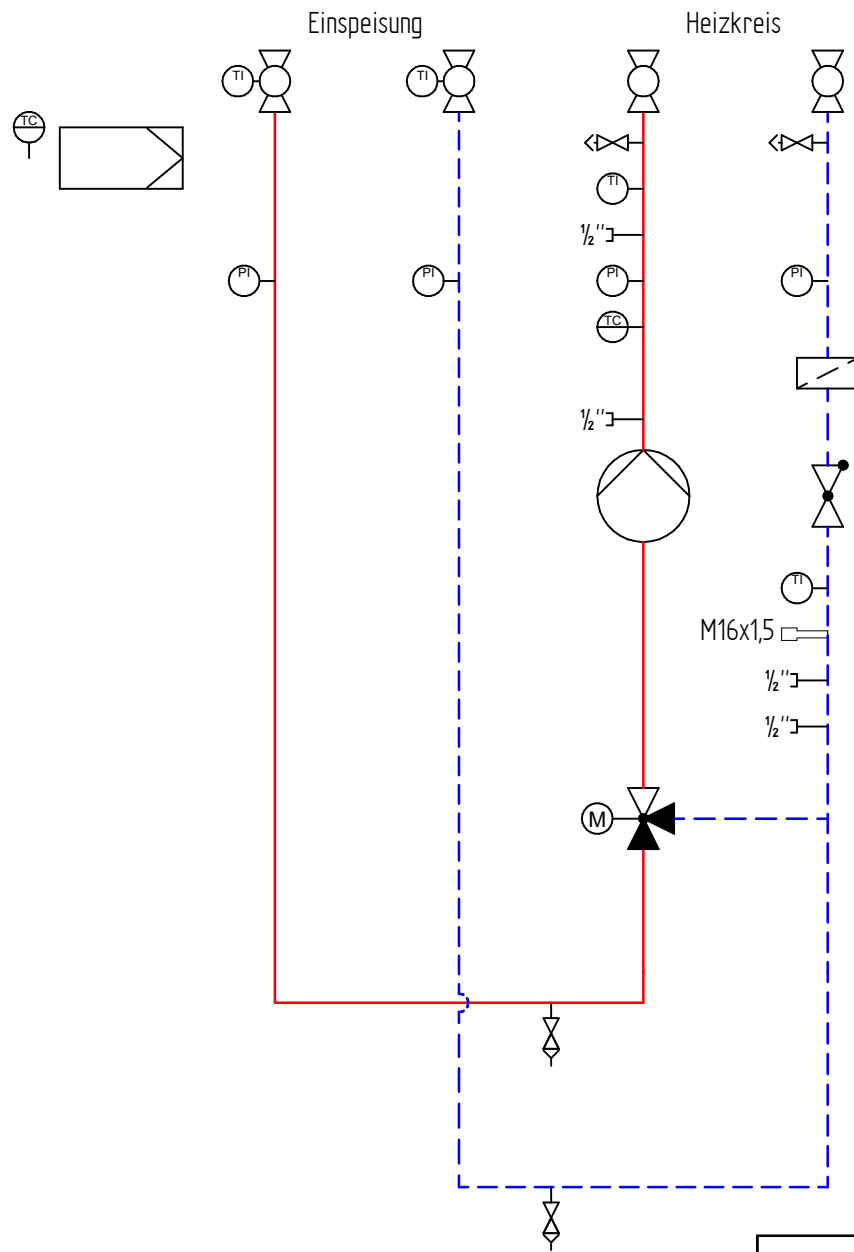 Einspeisung Heizkreis
TI TI
TC
TI
½''
PI PI PI PI
TC
½''
TI
M16x1,5
½''
½''
M